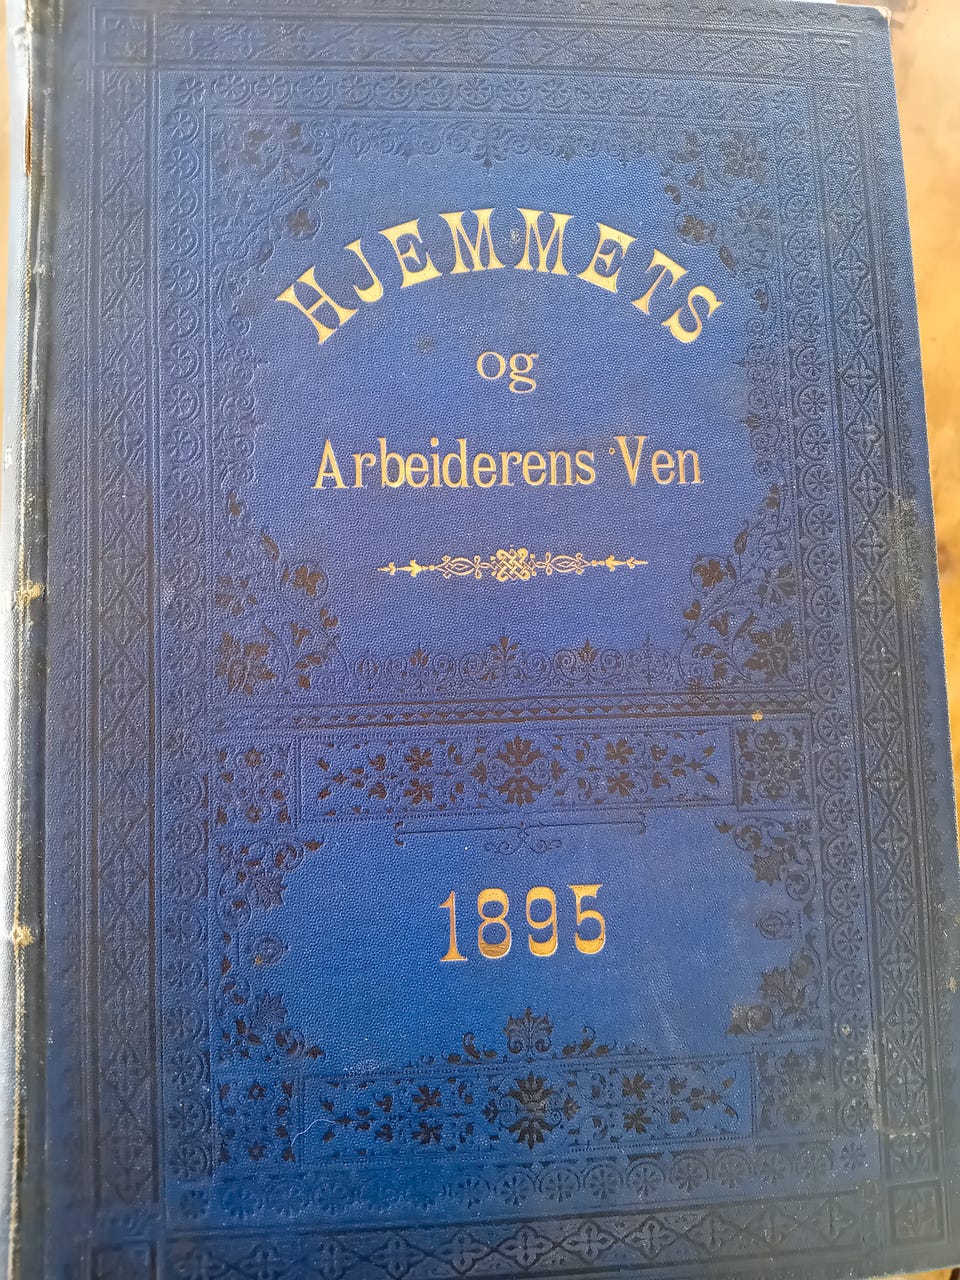 HJEMMETS
og
Arbeiderens Ven
1895